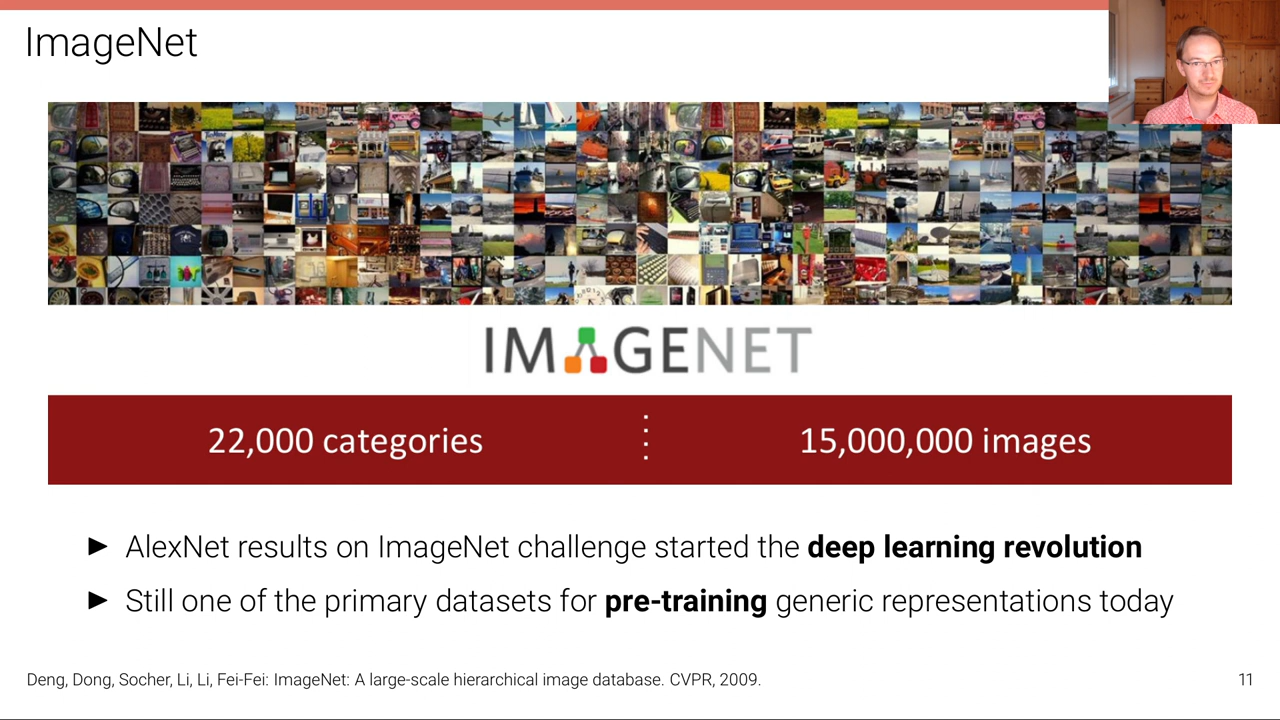 ImageNet
IMAGENET
22,000 categories
15,000,000 images
► AlexNet results on ImageNet challenge started the deep learning revolution
► Still one of the primary datasets for pre-training generic representations today
Deng, Dong, Socher, Li, Li, Fei-Fei: ImageNet: A large-scale hierarchical image database. CVPR, 2009.
11